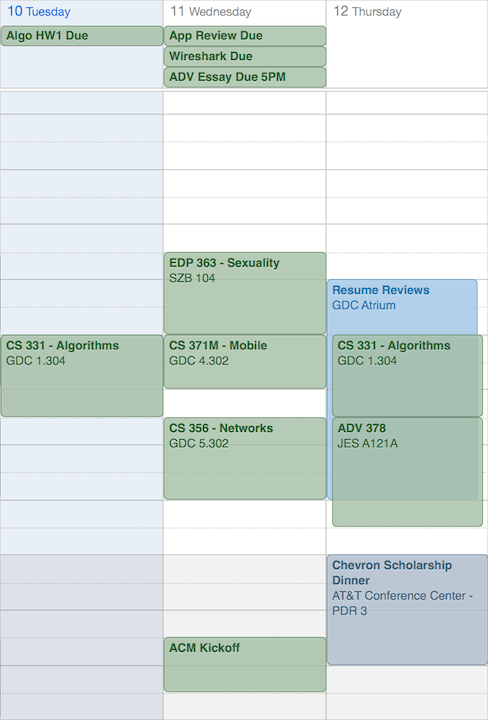 10 Tuesday
11 Wednesday
12 Thursday
Algo HW1 Due
App Review Due
Wireshark Due
ADV Essay Due 5PM
EDP 363 - Sexuality
SZB 104
Resume Reviews
GDC Atrium
CS 331 - Algorithms
GDC 1.304
CS 371M - Mobile
GDC 4.302
CS 331 - Algorithms
GDC 1.304
CS 356 - Networks
GDC 5.302
ADV 378
JES A121A
Chevron Scholarship
Dinner
AT&T Conference Center -
PDR 3
ACM Kickoff